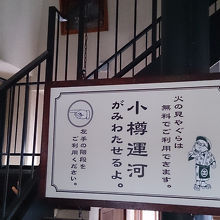 火の見やぐらは
無料でご利用できます。
小樽運河
がみわたせるよ。
左手の階段を
ご利用ください。